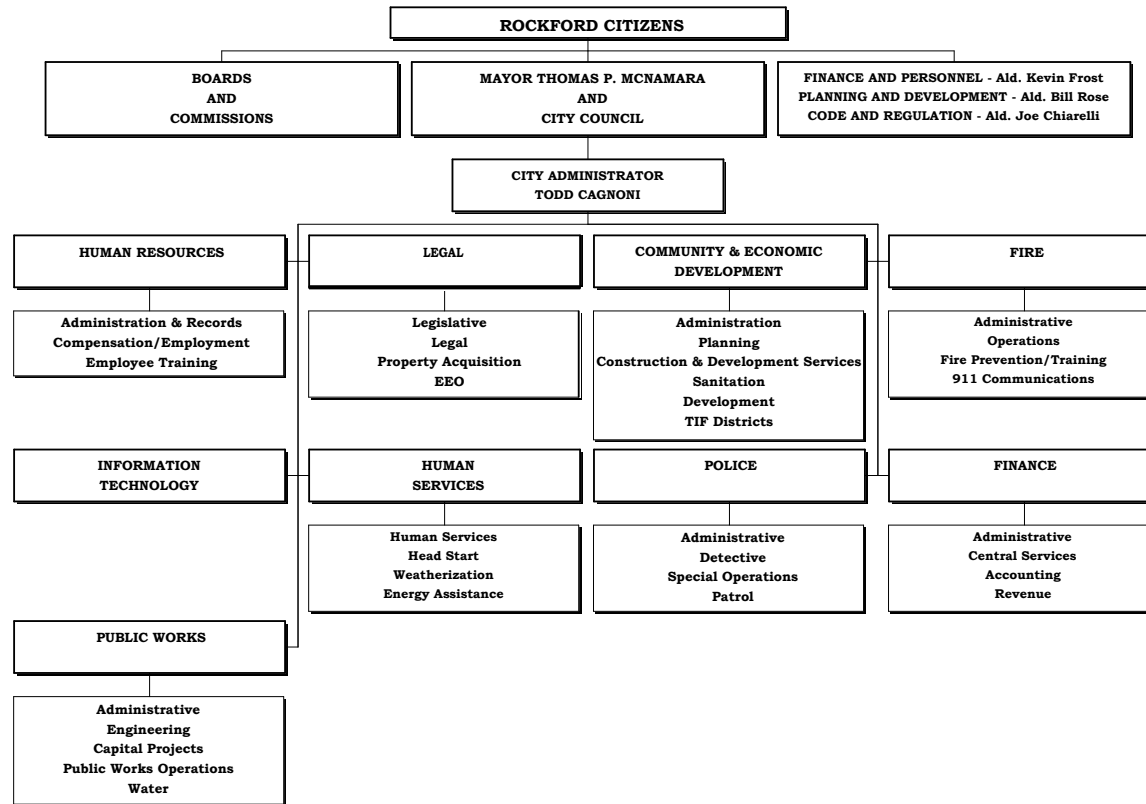 ROCKFORD CITIZENS
BOARDS
AND
COMMISSIONS
MAYOR THOMAS P. MCNAMARA
AND
CITY COUNCIL
FINANCE AND PERSONNEL - Ald. Kevin Frost
PLANNING AND DEVELOPMENT - Ald. Bill Rose
CODE AND REGULATION - Ald. Joe Chiarelli
CITY ADMINISTRATOR
TODD CAGNONI
HUMAN RESOURCES
LEGAL
COMMUNITY & ECONOMIC
DEVELOPMENT
FIRE
Administration & Records
Compensation/Employment
Employee Training
Legislative
Legal
Property Acquisition
EEO
Administration
Planning
Construction & Development Services
Sanitation
Development
TIF Districts
Administrative
Operations
Fire Prevention/Training
911 Communications
INFORMATION
TECHNOLOGY
HUMAN
SERVICES
POLICE
FINANCE
Human Services
Head Start
Weatherization
Energy Assistance
Administrative
Detective
Special Operations
Patrol
Administrative
Central Services
Accounting
Revenue
PUBLIC WORKS
Administrative
Engineering
Capital Projects
Public Works Operations
Water